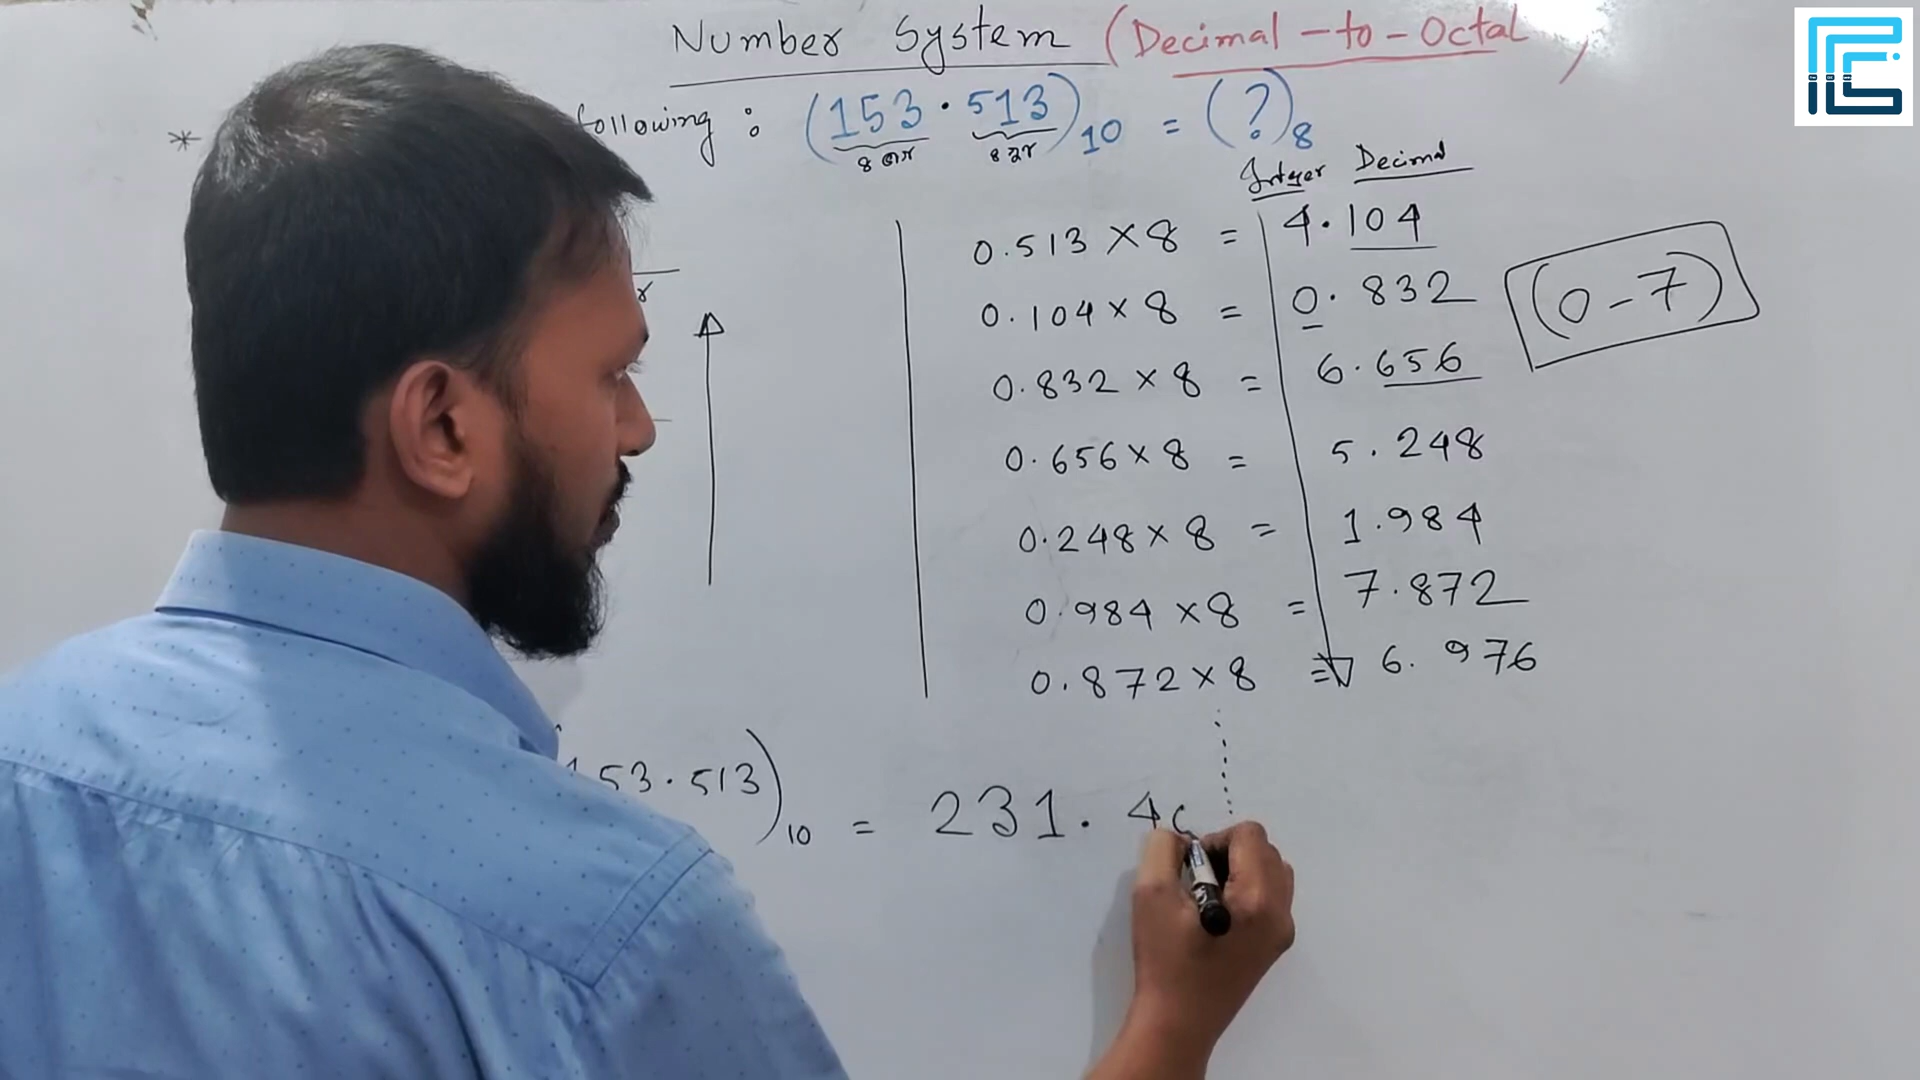 Number System (Decimal-to-Octal)
* following : (153.513)10 = (?)8
Integer Decimal
0.513 × 8 = 4.104
0.104 × 8 = 0.832
(0-7)
0.832 × 8 = 6.656
0.656 × 8 = 5.248
0.248 × 8 = 1.984
0.984 × 8 = 7.872
0.872 × 8 = 6.976
153.513)10 = 231.40